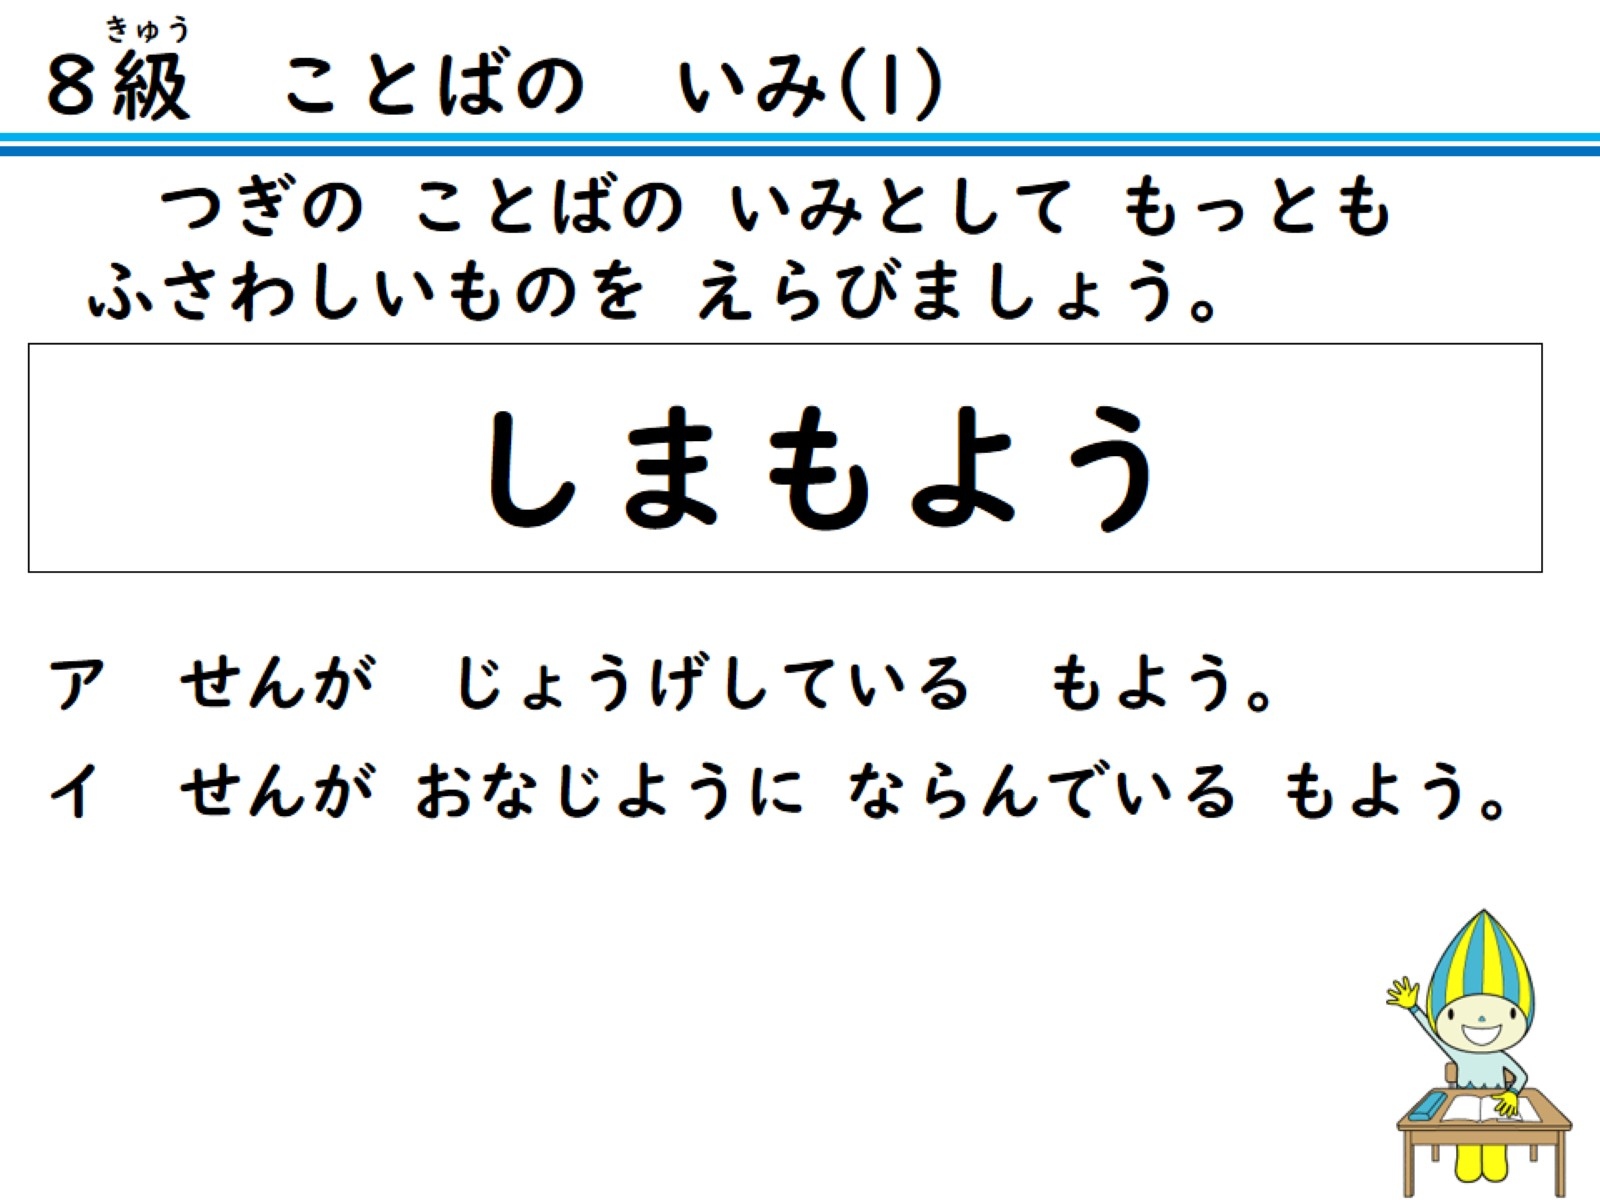 きゅう
8級　ことばの　いみ(1)
つぎの ことばの いみとして もっとも
ふさわしいものを えらびましょう。
しまもよう
ア　せんが　じょうげしている　もよう。
イ　せんが おなじように ならんでいる もよう。